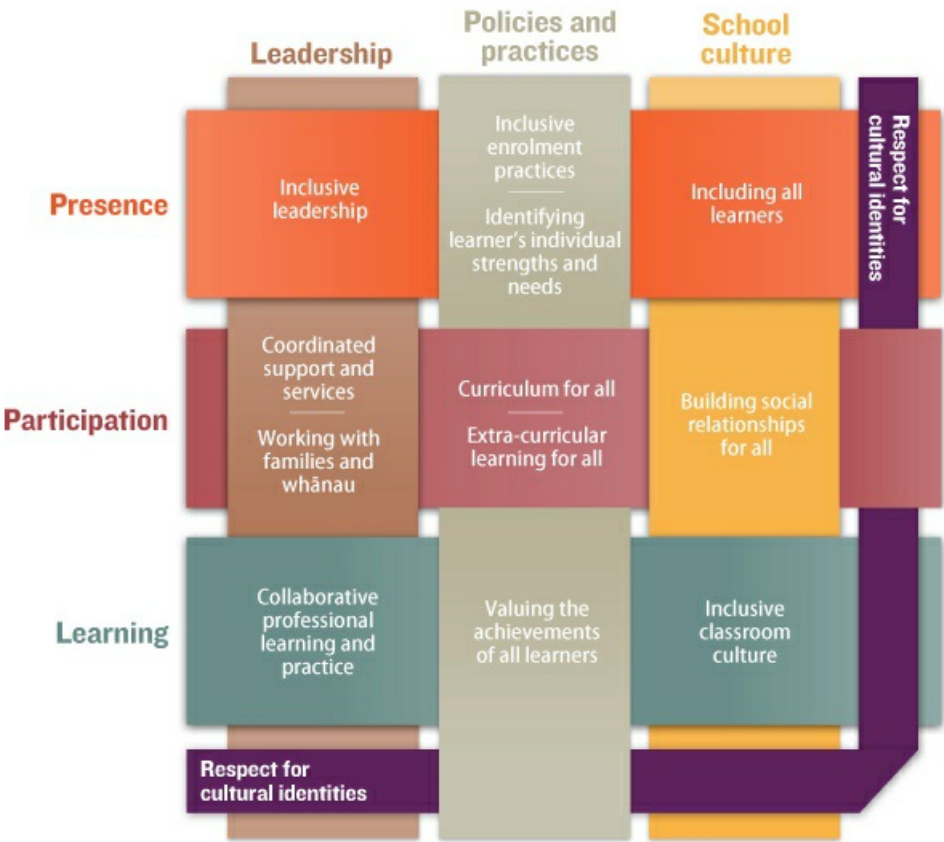 Leadership
Policies and
practices
School
culture
Presence
Inclusive
leadership
Inclusive
enrolment
practices
Identifying
learner's individual
strengths and
needs
Including all
learners
Respect for
cultural identities
Participation
Coordinated
support and
services
Working with
families and
whānau
Curriculum for all
Extra-curricular
learning for all
Building social
relationships
for all
Learning
Collaborative
professional
learning and
practice
Valuing the
achievements
of all learners
Inclusive
classroom
culture
Respect for
cultural identities